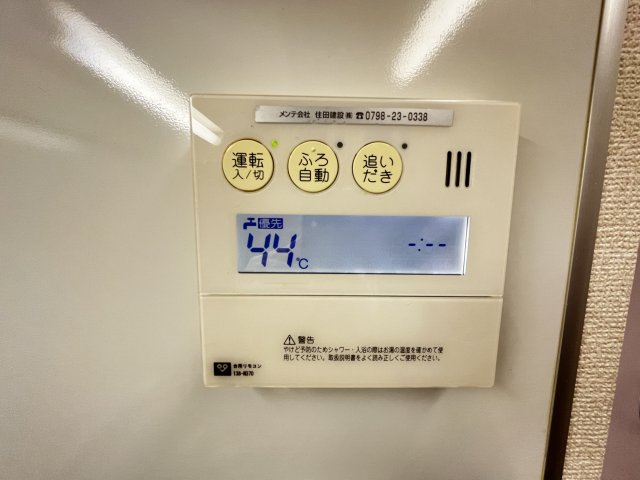 メンテ会社 住田建設㈱ ☎0798-23-0338
運転
入/切
ふろ
自動
追い
だき
優先
44℃ -:--
⚠警告
やけど予防のためシャワー・入浴の際はお湯の温度を確かめて使
用してください。取扱説明書をよく読み正しくご使用ください。
台所リモコン
138-N370